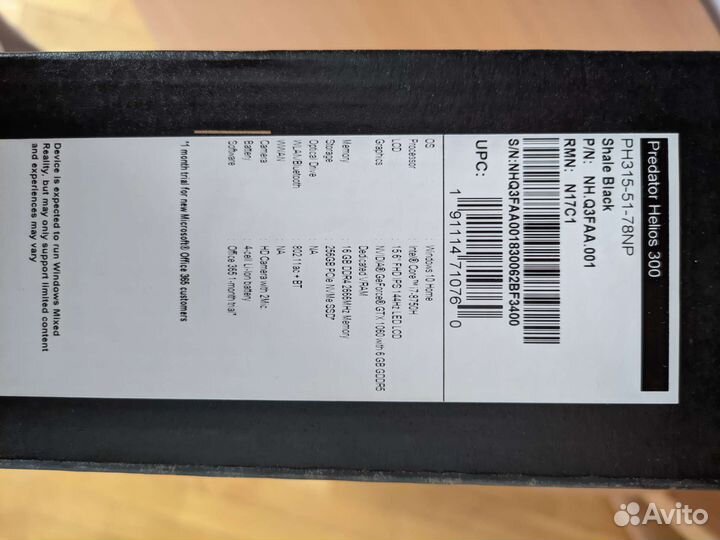 Predator Helios 300
PH315-51-78NP
Shale Black
P/N: NH.Q3FAA.001
RMN: N17C1
S/N:NHQ3FAA001830062BF3400
UPC:
1 91114 71076 0
OS : Windows 10 Home
Processor : Intel® Core™ i7-8750H
LCD : 15.6" FHD IPS 144Hz LED LCD
Graphics : NVIDIA® GeForce® GTX 1060 with 6 GB GDDR5
Dedicated VRAM
Memory : 16 GB DDR4 2666MHz Memory
Storage : 256GB PCIe NVMe SSD*
Optical Drive : NA
WLAN/Bluetooth : 802.11ac + BT
WWAN : NA
Camera : HD Camera with 2Mic
Battery : 4-cell Li-ion battery
Software : Office 365 1-month trial*
*1 month trial for new Microsoft Office 365 customers
Device is expected to run Windows Mixed
Reality, but may only support limited content
and experiences may vary
Avito